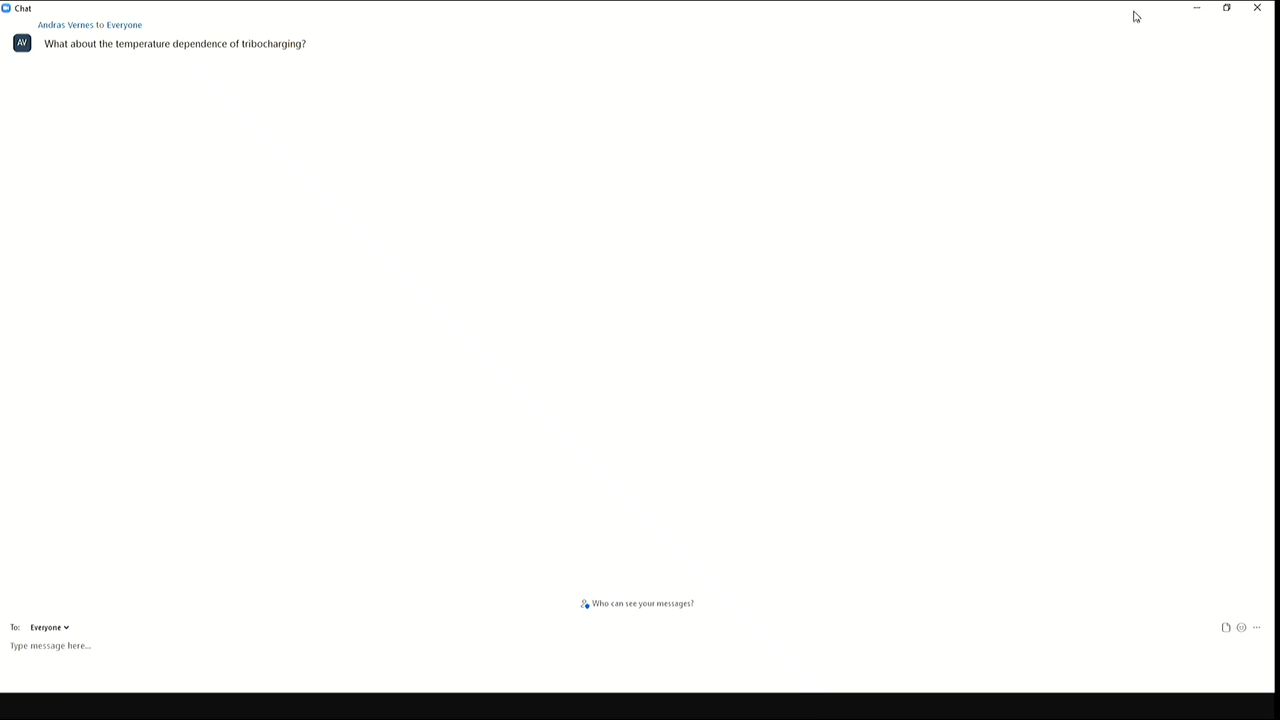 Chat
Andras Vernes to Everyone
AV
What about the temperature dependence of tribocharging?
Who can see your messages?
To: Everyone
Type message here...